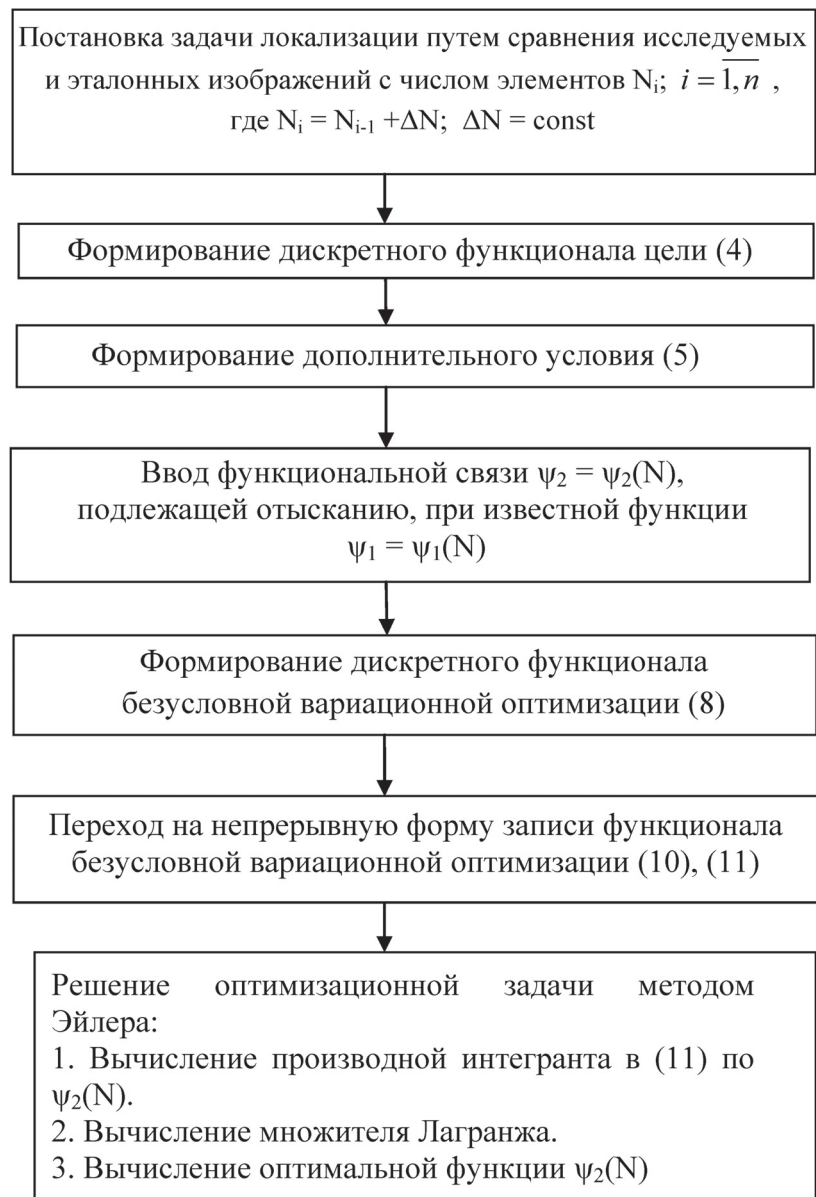 Постановка задачи локализации путем сравнения исследуемых
и эталонных изображений с числом элементов Nᵢ; i = 1,n̅ ,
где Nᵢ = Nᵢ₋₁ +ΔN; ΔN = const
Формирование дискретного функционала цели (4)
Формирование дополнительного условия (5)
Ввод функциональной связи ψ₂ = ψ₂(N),
подлежащей отысканию, при известной функции
ψ₁ = ψ₁(N)
Формирование дискретного функционала
безусловной вариационной оптимизации (8)
Переход на непрерывную форму записи функционала
безусловной вариационной оптимизации (10), (11)
Решение оптимизационной задачи методом
Эйлера:
1. Вычисление производной интегранта в (11) по
ψ₂(N).
2. Вычисление множителя Лагранжа.
3. Вычисление оптимальной функции ψ₂(N)